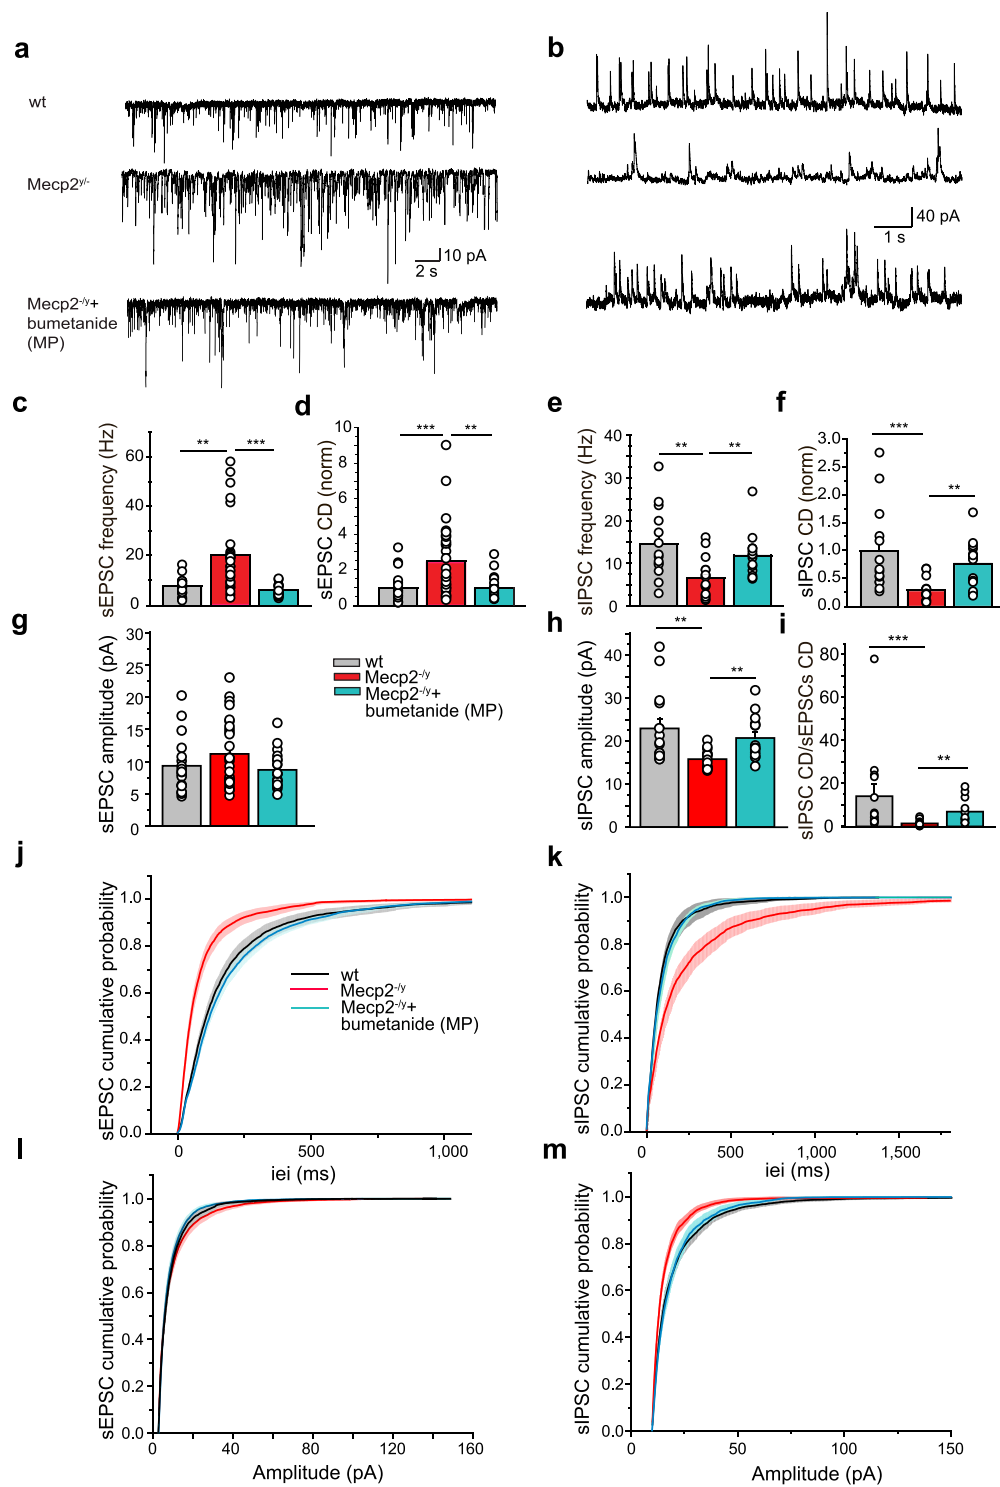 a
b
wt
Mecp2y/-
10 pA
2 s
40 pA
1 s
Mecp2-/y+
bumetanide
(MP)
c
d
e
f
sEPSC frequency (Hz)
60
40
20
0
** ***
sEPSC CD (norm)
10
8
6
4
2
0
*** **
sIPSC frequency (Hz)
40
30
20
10
0
** **
sIPSC CD (norm)
3.0
2.5
2.0
1.5
1.0
0.5
0.0
***
**
g
h
i
sEPSC amplitude (pA)
30
25
20
15
10
5
0
wt
Mecp2-/y
Mecp2-/y+
bumetanide (MP)
sIPSC amplitude (pA)
40
30
20
10
0
**
**
sIPSC CD/sEPSCs CD
80
60
40
20
0
***
**
j
k
sEPSC cumulative probability
1.0
0.8
0.6
0.4
0.2
0.0
wt
Mecp2-/y
Mecp2-/y+
bumetanide (MP)
0 500 1,000
iei (ms)
sIPSC cumulative probability
1.0
0.8
0.6
0.4
0.2
0.0
0 500 1,000 1,500
iei (ms)
l
m
sEPSC cumulative probability
1.0
0.8
0.6
0.4
0.2
0.0
0 40 80 120 160
Amplitude (pA)
sIPSC cumulative probability
1.0
0.8
0.6
0.4
0.2
0.0
0 50 100 150
Amplitude (pA)